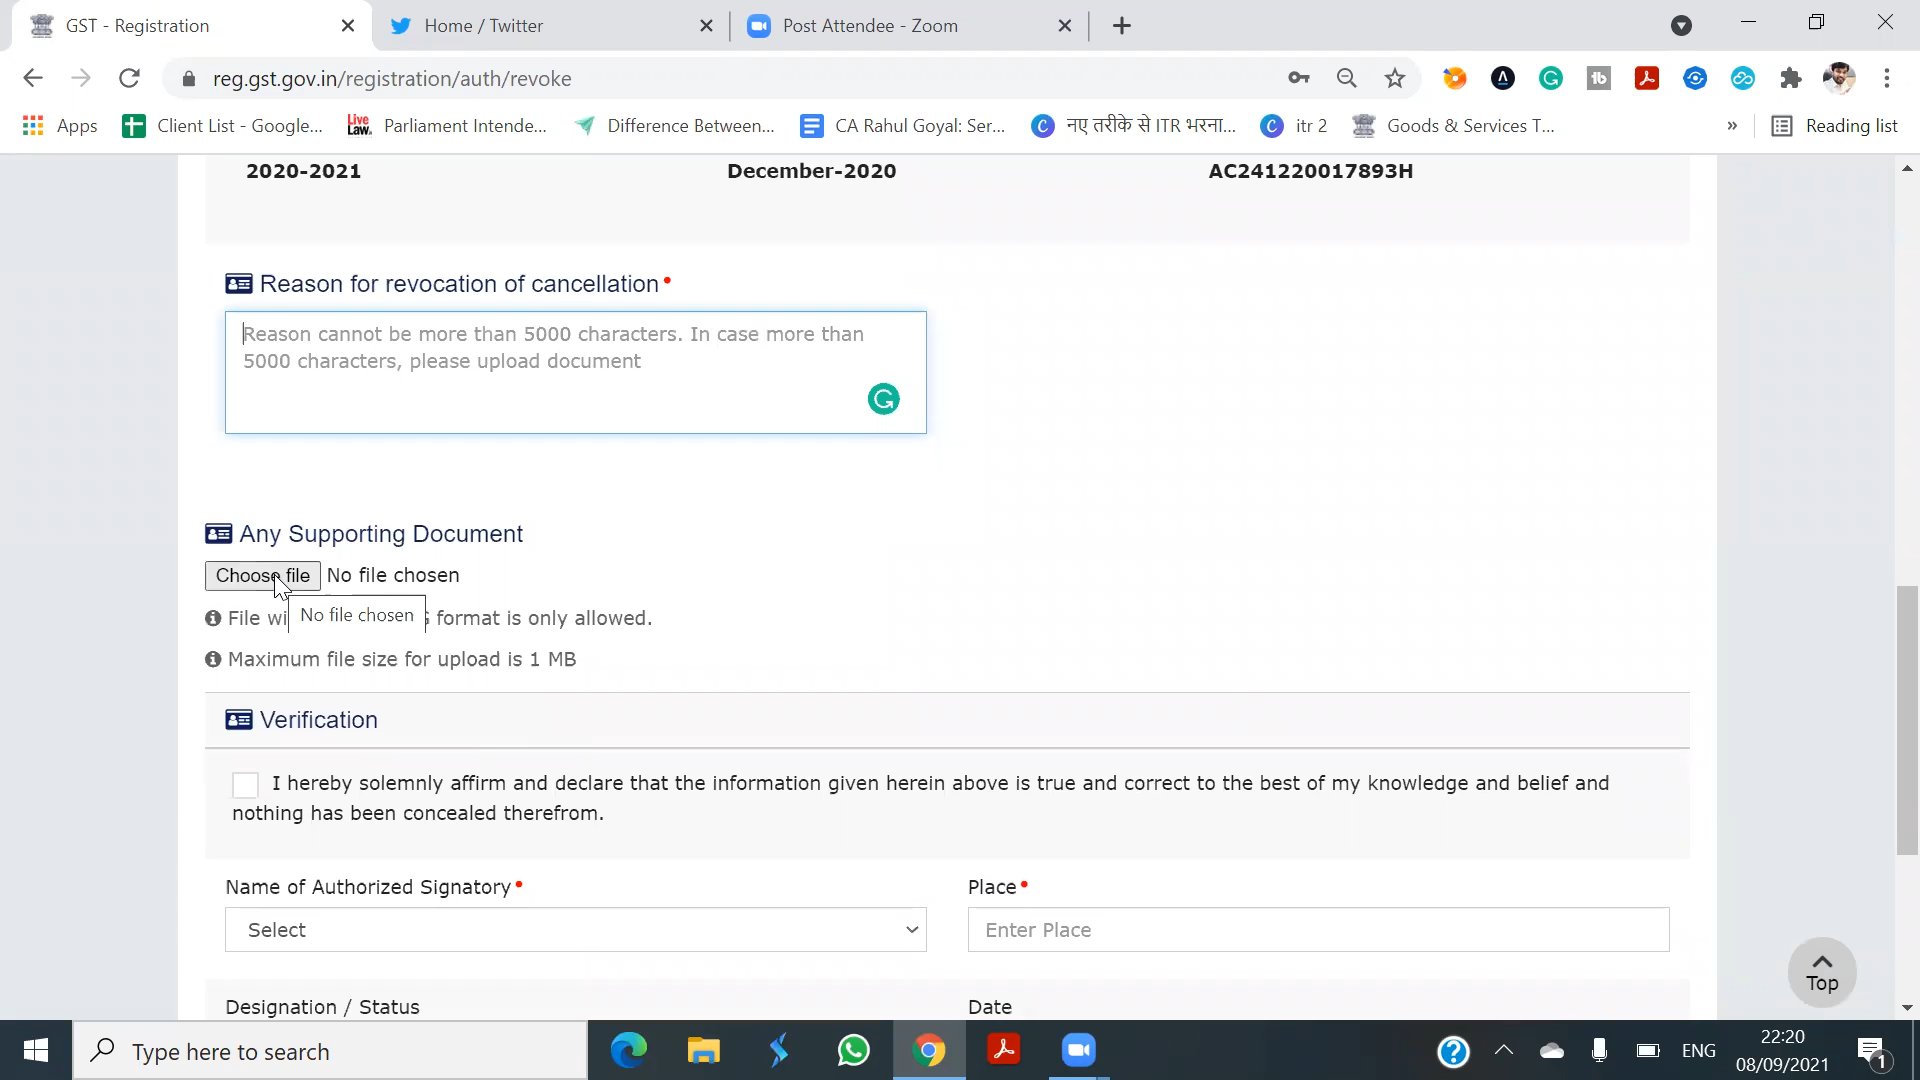 GST - Registration
Home / Twitter
Post Attendee - Zoom
reg.gst.gov.in/registration/auth/revoke
Apps
Client List - Google...
Live Law.
Parliament Intende...
Difference Between...
CA Rahul Goyal: Ser...
नए तरीके से ITR भरना...
itr 2
Goods & Services T...
»
Reading list
2020-2021
December-2020
AC241220017893H
Reason for revocation of cancellation
Reason cannot be more than 5000 characters. In case more than
5000 characters, please upload document
Any Supporting Document
Choose file No file chosen
No file chosen
File format is only allowed.
Maximum file size for upload is 1 MB
Verification
I hereby solemnly affirm and declare that the information given herein above is true and correct to the best of my knowledge and belief and
nothing has been concealed therefrom.
Name of Authorized Signatory
Place
Select
Enter Place
Top
Designation / Status
Date
Type here to search
ENG
22:20
08/09/2021
1